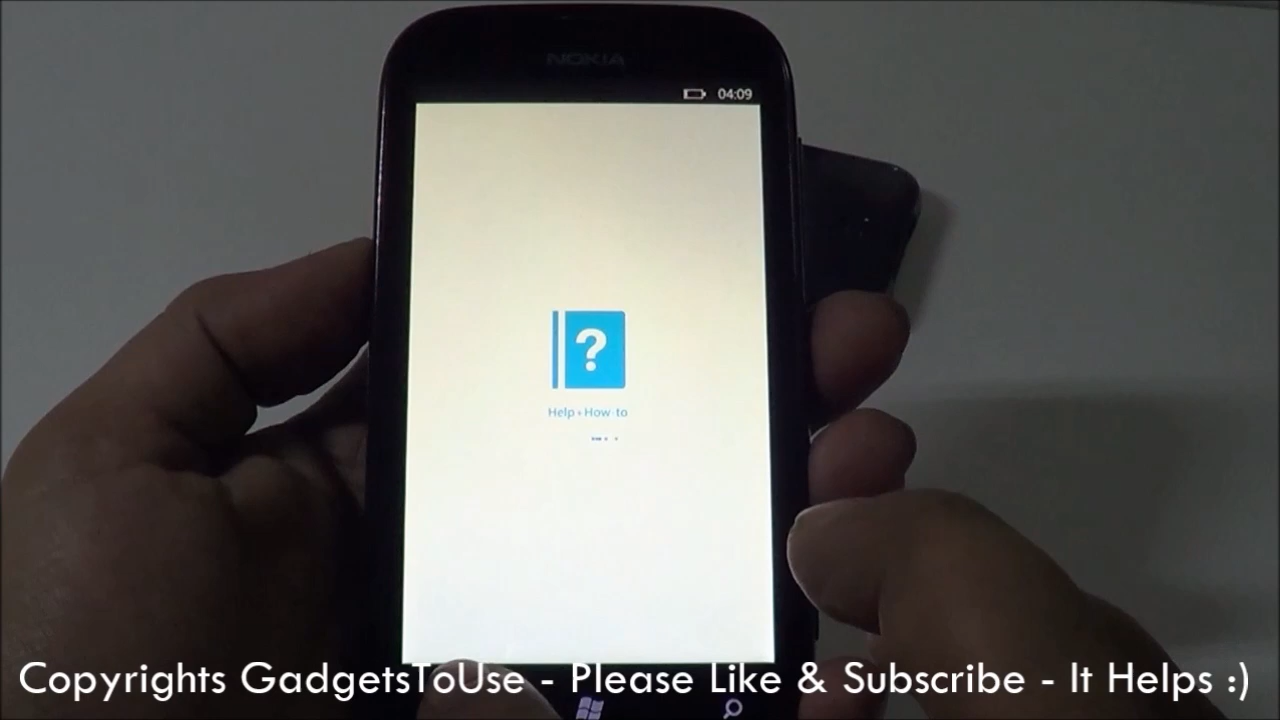 NOKIA
04:09
?
Help+How-to
Copyrights GadgetsToUse - Please Like & Subscribe - It Helps :)